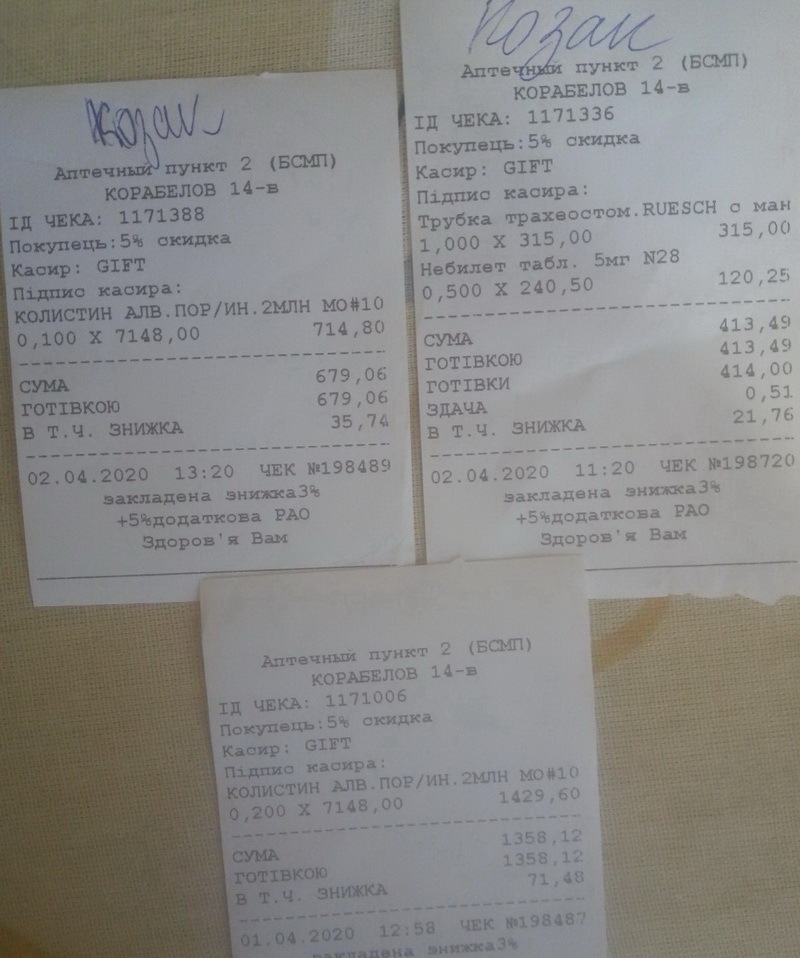 Козак
Аптечный пункт 2 (БСМП)
КОРАБЕЛОВ 14-в
ІД ЧЕКА: 1171388
Покупець:5% скидка
Касир: GIFT
Підпис касира:
КОЛИСТИН АЛВ.ПОР/ИН.2МЛН МО#10
0,100 X 7148,00 714,80
СУМА 679,06
ГОТІВКОЮ 679,06
В Т.Ч. ЗНИЖКА 35,74
02.04.2020 13:20 ЧЕК №198489
закладена знижка3%
+5%додаткова РАО
Здоров'я Вам
Козак
Аптечный пункт 2 (БСМП)
КОРАБЕЛОВ 14-в
ІД ЧЕКА: 1171336
Покупець:5% скидка
Касир: GIFT
Підпис касира:
Трубка трахеостом.RUESCH с ман
1,000 X 315,00 315,00
Небилет табл. 5мг N28
0,500 X 240,50 120,25
СУМА 413,49
ГОТІВКОЮ 413,49
ГОТІВКИ 414,00
ЗДАЧА 0,51
В Т.Ч. ЗНИЖКА 21,76
02.04.2020 11:20 ЧЕК №198720
закладена знижка3%
+5%додаткова РАО
Здоров'я Вам
Аптечный пункт 2 (БСМП)
КОРАБЕЛОВ 14-в
ІД ЧЕКА: 1171006
Покупець:5% скидка
Касир: GIFT
Підпис касира:
КОЛИСТИН АЛВ.ПОР/ИН.2МЛН МО#10
0,200 X 7148,00 1429,60
СУМА 1358,12
ГОТІВКОЮ 1358,12
В Т.Ч. ЗНИЖКА 71,48
01.04.2020 12:58 ЧЕК №198487
закладена знижка3%